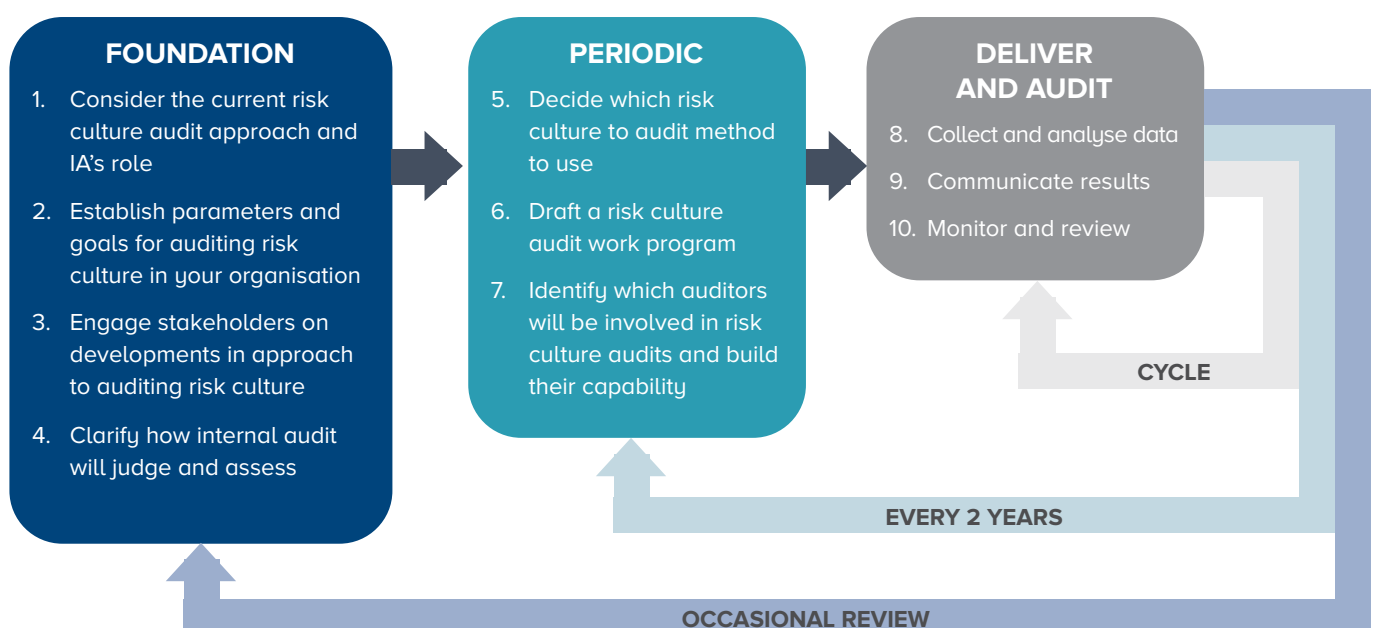 FOUNDATION
1. Consider the current risk
culture audit approach and
IA's role
2. Establish parameters and
goals for auditing risk
culture in your organisation
3. Engage stakeholders on
developments in approach
to auditing risk culture
4. Clarify how internal audit
will judge and assess
PERIODIC
5. Decide which risk
culture to audit method
to use
6. Draft a risk culture
audit work program
7. Identify which auditors
will be involved in risk
culture audits and build
their capability
DELIVER
AND AUDIT
8. Collect and analyse data
9. Communicate results
10. Monitor and review
CYCLE
EVERY 2 YEARS
OCCASIONAL REVIEW